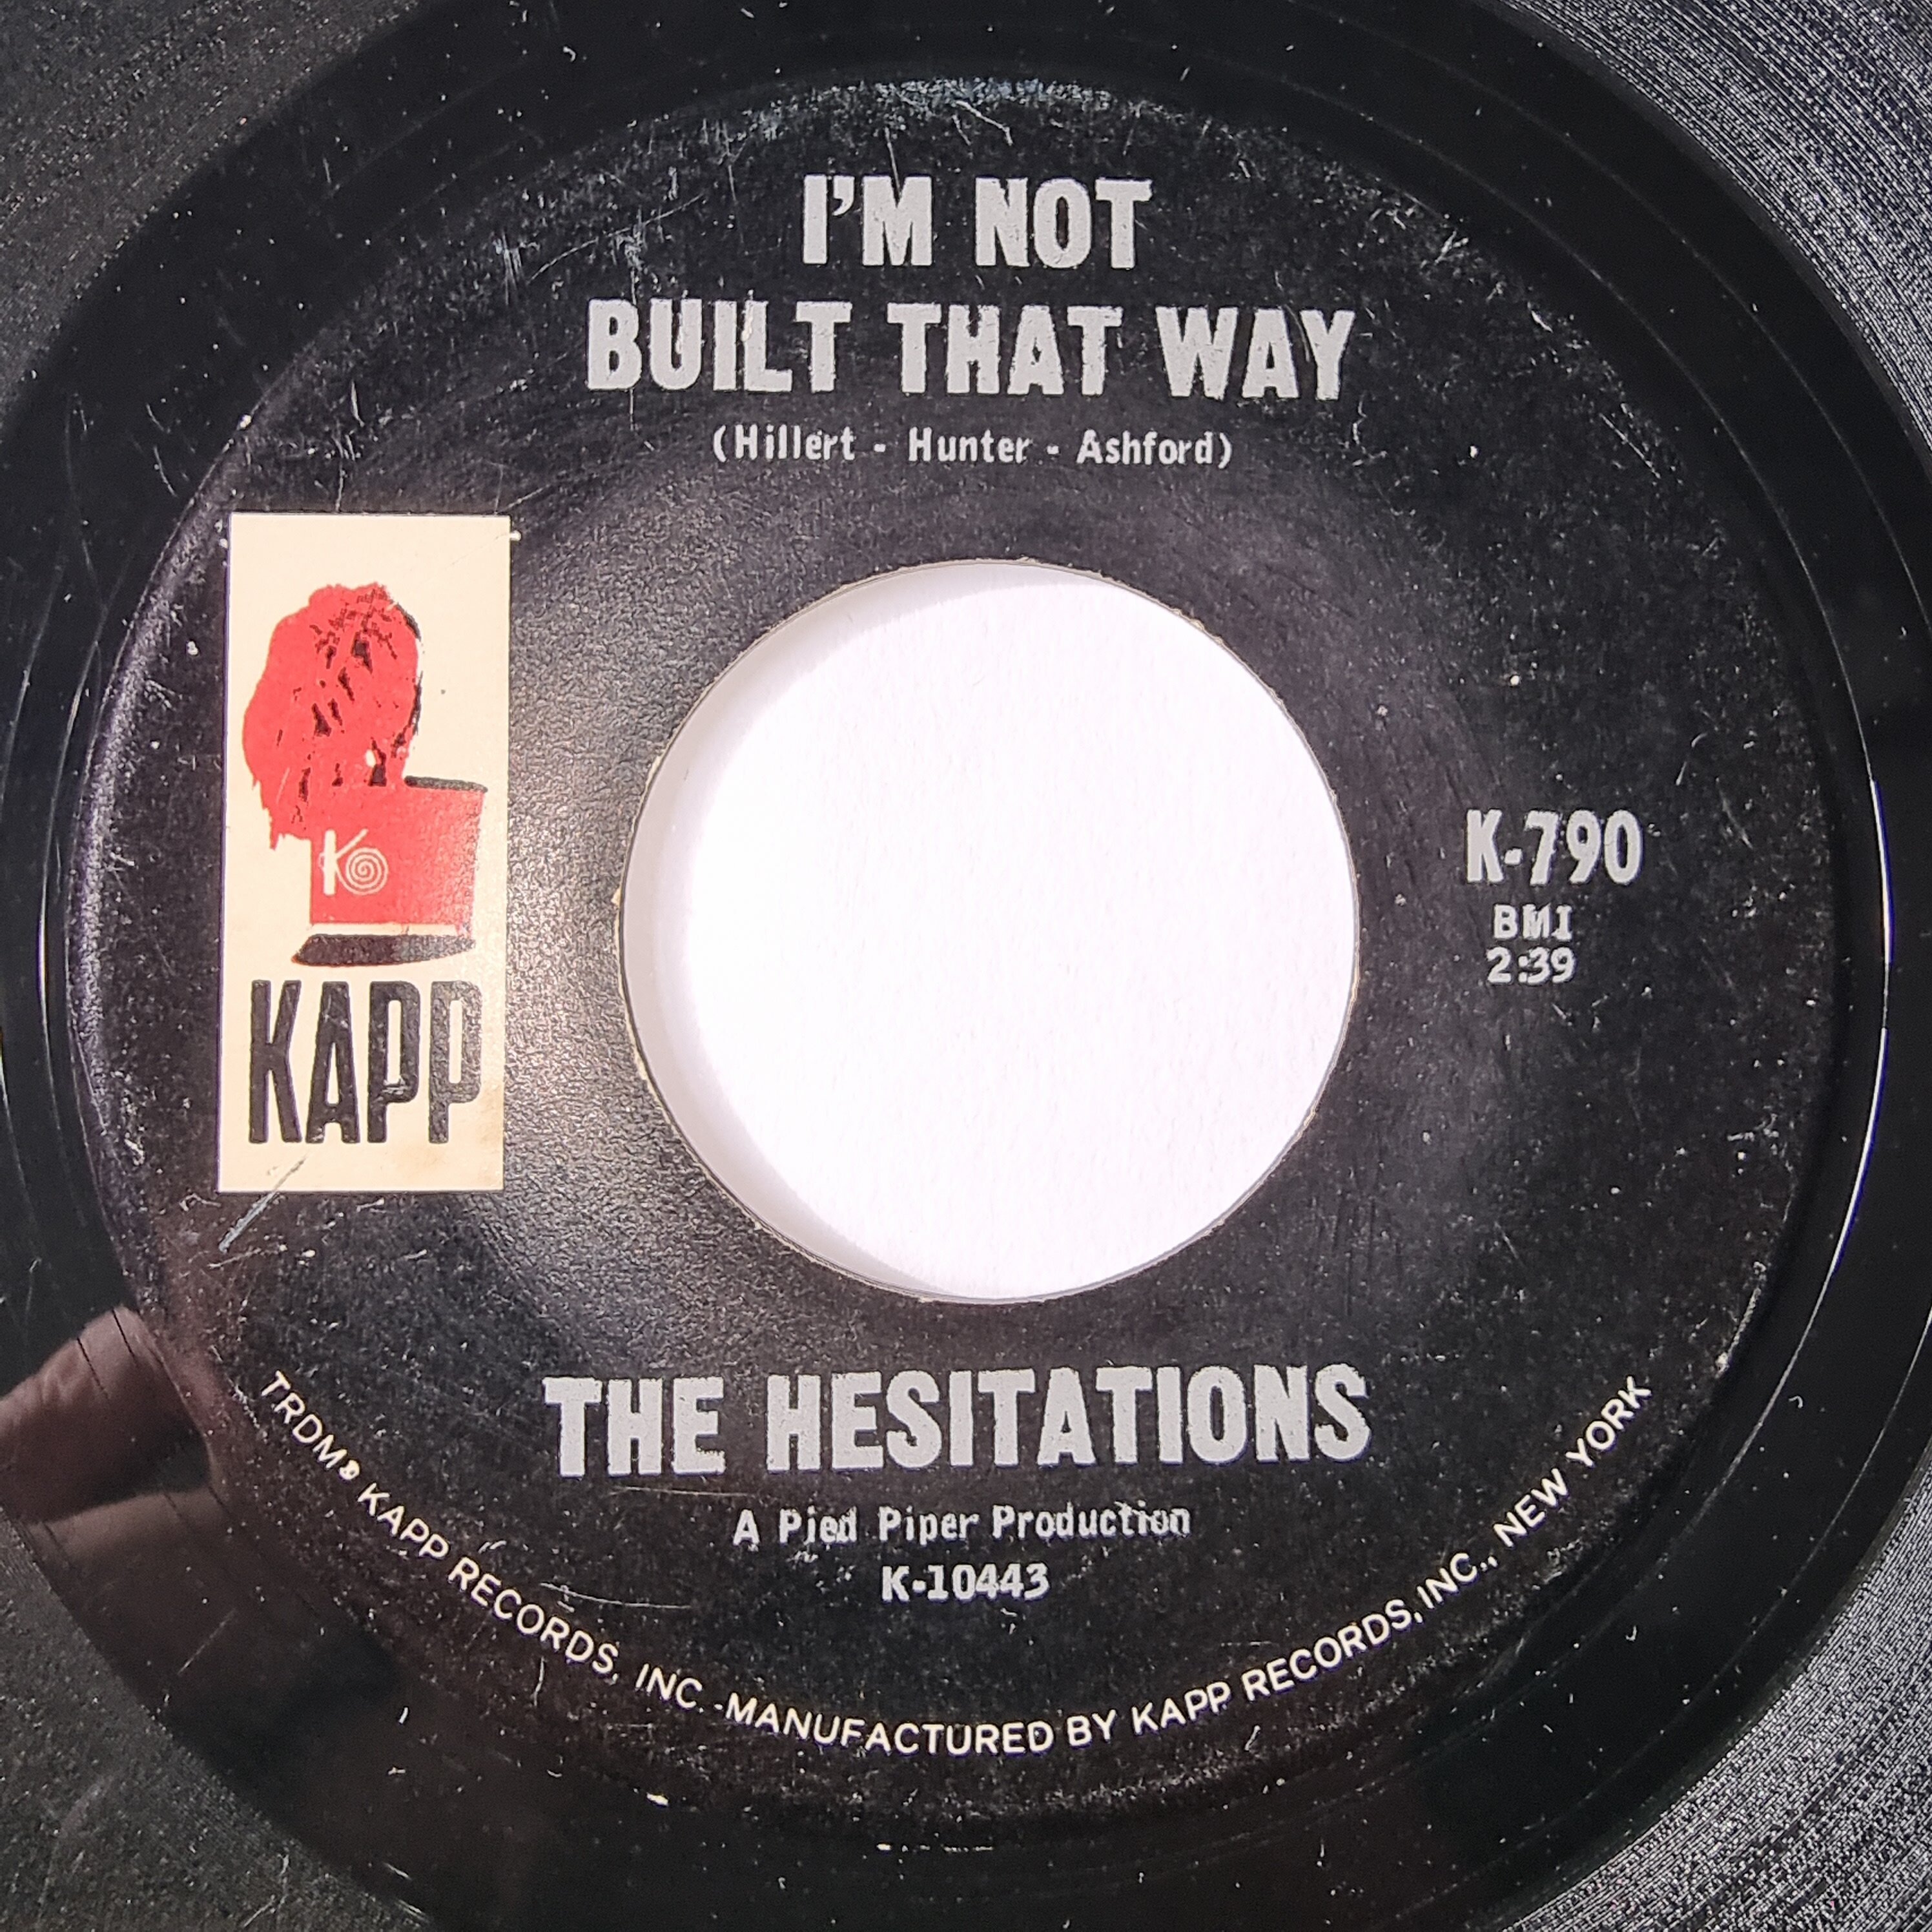 I'M NOT
BUILT THAT WAY
(Hillert - Hunter - Ashford)
K
KAPP
K-790
BMI
2:39
THE HESITATIONS
A Pied Piper Production
K-10443
TRDM® KAPP RECORDS, INC.-MANUFACTURED BY KAPP RECORDS, INC., NEW YORK